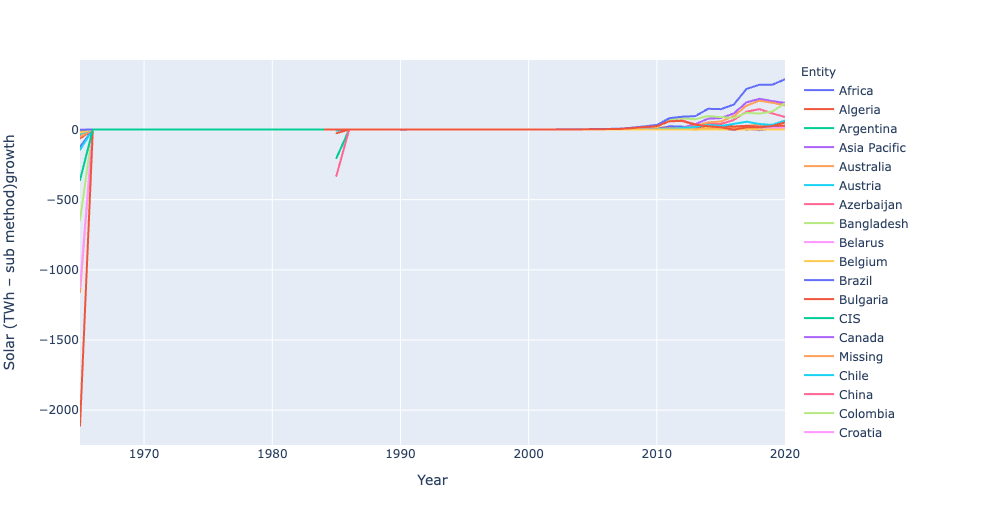 Entity
Africa
Algeria
Argentina
Asia Pacific
Australia
Austria
Azerbaijan
Bangladesh
Belarus
Belgium
Brazil
Bulgaria
CIS
Canada
Missing
Chile
China
Colombia
Croatia
0
−500
−1000
−1500
−2000
Solar (TWh – sub method)growth
1970 1980 1990 2000 2010 2020
Year